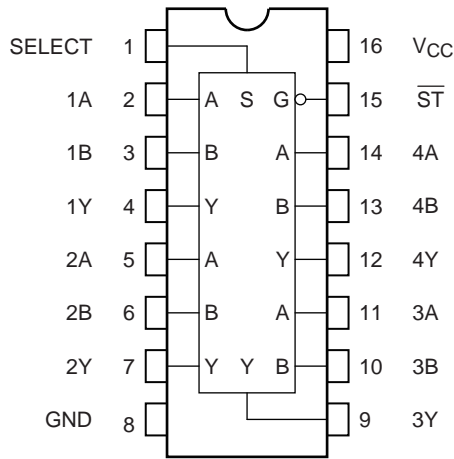 SELECT 1 16 VCC
1A 2 A S G 15 ST
1B 3 B A 14 4A
1Y 4 Y B 13 4B
2A 5 A Y 12 4Y
2B 6 B A 11 3A
2Y 7 Y Y B 10 3B
GND 8 9 3Y